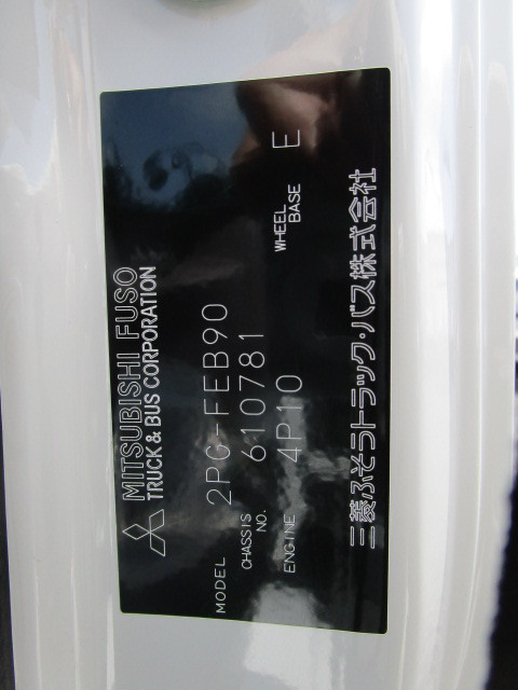 MITSUBISHI FUSO
TRUCK & BUS CORPORATION
MODEL 2PG-FEB90
CHASSIS NO. 610781
ENGINE 4P10 WHEEL BASE E
三菱ふそうトラック・バス株式会社